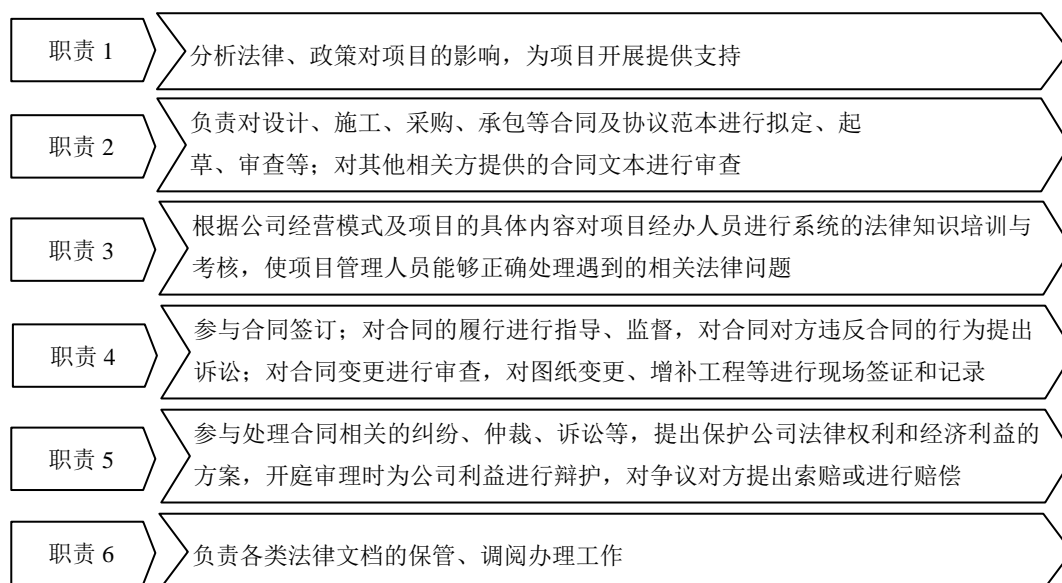 职责 1
分析法律、政策对项目的影响，为项目开展提供支持
职责 2
负责对设计、施工、采购、承包等合同及协议范本进行拟定、起
草、审查等；对其他相关方提供的合同文本进行审查
职责 3
根据公司经营模式及项目的具体内容对项目经办人员进行系统的法律知识培训与
考核，使项目管理人员能够正确处理遇到的相关法律问题
职责 4
参与合同签订；对合同的履行进行指导、监督，对合同对方违反合同的行为提出
诉讼；对合同变更进行审查，对图纸变更、增补工程等进行现场签证和记录
职责 5
参与处理合同相关的纠纷、仲裁、诉讼等，提出保护公司法律权利和经济利益的
方案，开庭审理时为公司利益进行辩护，对争议对方提出索赔或进行赔偿
职责 6
负责各类法律文档的保管、调阅办理工作